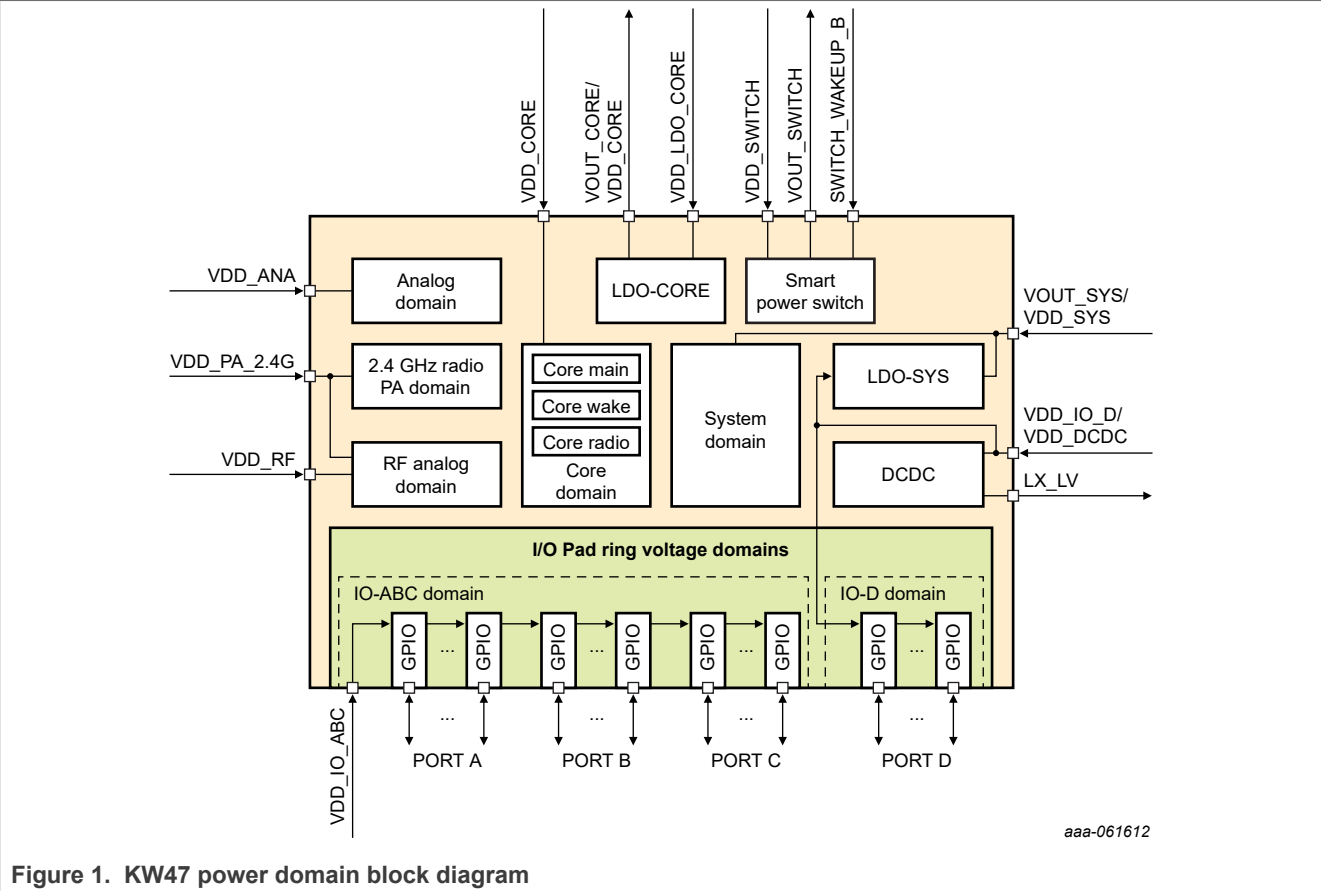 VDD_CORE
VOUT_CORE/
VDD_CORE
VDD_LDO_CORE
VDD_SWITCH
VOUT_SWITCH
SWITCH_WAKEUP_B
VDD_ANA
Analog
domain
LDO-CORE
Smart
power switch
VOUT_SYS/
VDD_SYS
VDD_PA_2.4G
2.4 GHz radio
PA domain
Core main
Core wake
Core radio
Core
domain
System
domain
LDO-SYS
VDD_IO_D/
VDD_DCDC
VDD_RF
RF analog
domain
DCDC
LX_LV
I/O Pad ring voltage domains
IO-ABC domain
IO-D domain
GPIO
...
GPIO
GPIO
...
GPIO
GPIO
...
GPIO
GPIO
...
GPIO
VDD_IO_ABC
...
...
...
...
PORT A
PORT B
PORT C
PORT D
aaa-061612
Figure 1. KW47 power domain block diagram